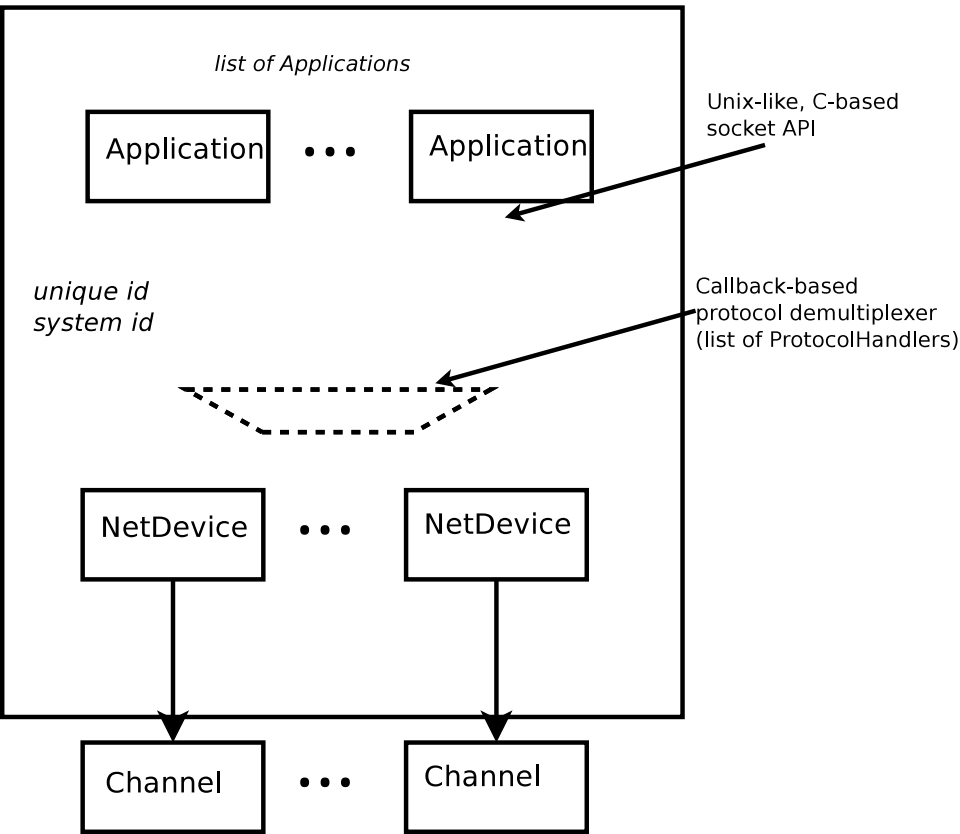 list of Applications
Application
Application
Unix-like, C-based
socket API
unique id
system id
Callback-based
protocol demultiplexer
(list of ProtocolHandlers)
NetDevice
NetDevice
Channel
Channel